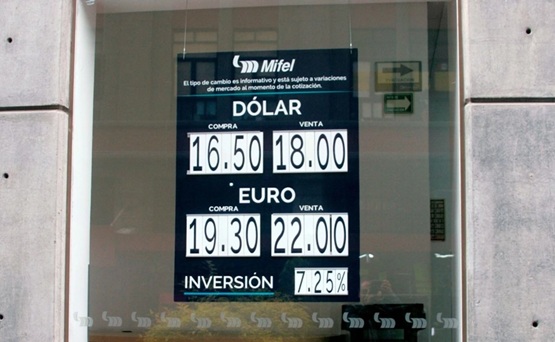 Mifel
El tipo de cambio es informativo y está sujeto a variaciones
de mercado al momento de la cotización.
DÓLAR
COMPRA VENTA
16.50 18.00
EURO
COMPRA VENTA
19.30 22.00
INVERSIÓN 7.25%